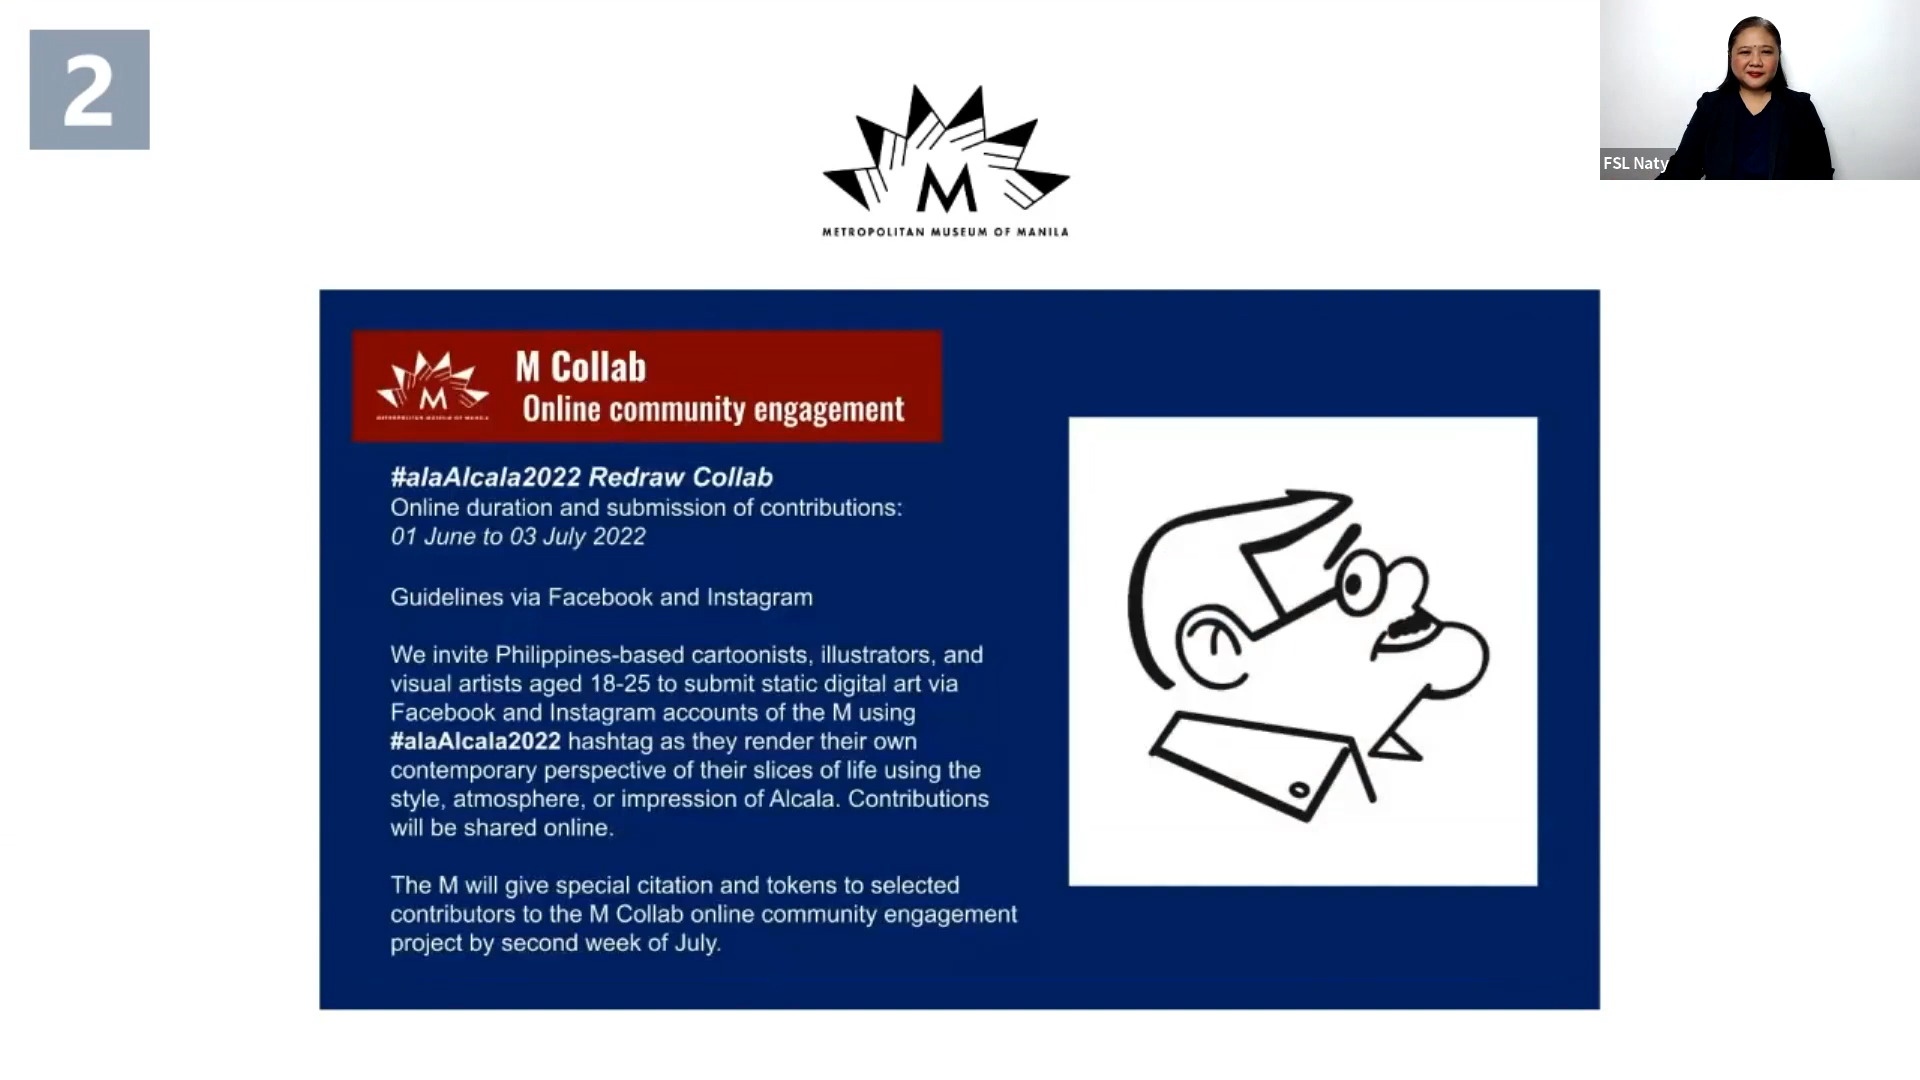 2
FSL Naty
M
METROPOLITAN MUSEUM OF MANILA
M
METROPOLITAN MUSEUM OF MANILA
M Collab
Online community engagement
#alaAlcala2022 Redraw Collab
Online duration and submission of contributions:
01 June to 03 July 2022
Guidelines via Facebook and Instagram
We invite Philippines-based cartoonists, illustrators, and
visual artists aged 18-25 to submit static digital art via
Facebook and Instagram accounts of the M using
#alaAlcala2022 hashtag as they render their own
contemporary perspective of their slices of life using the
style, atmosphere, or impression of Alcala. Contributions
will be shared online.
The M will give special citation and tokens to selected
contributors to the M Collab online community engagement
project by second week of July.